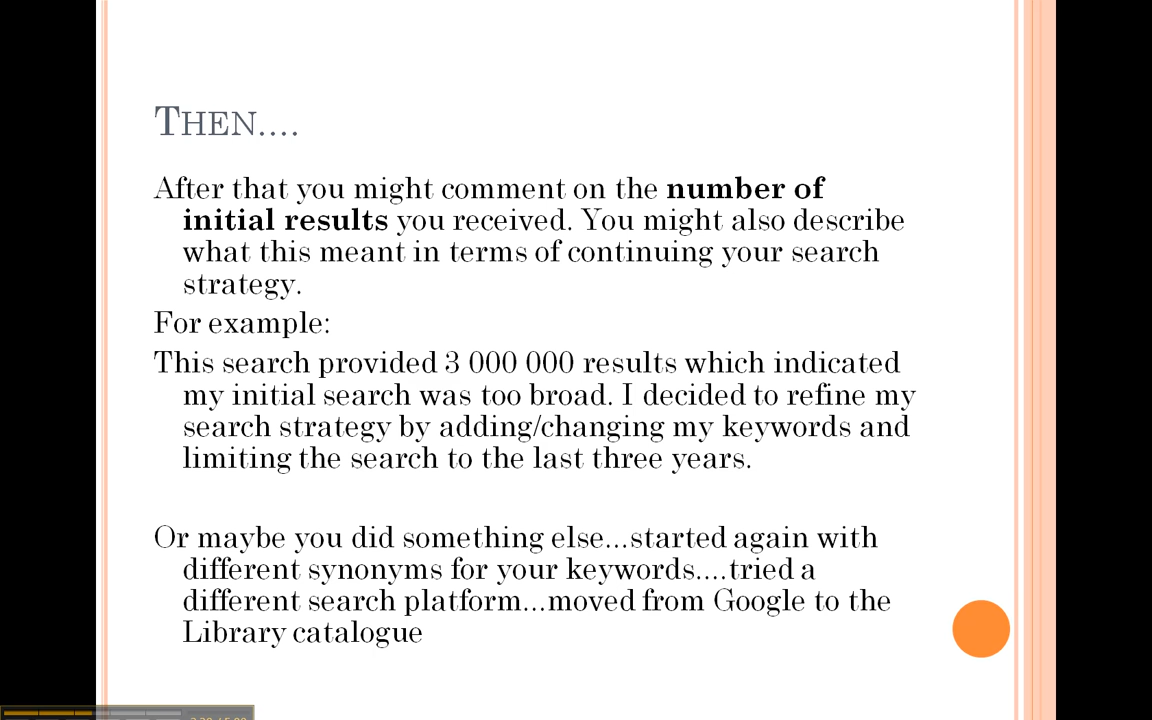 THEN....
After that you might comment on the number of
initial results you received. You might also describe
what this meant in terms of continuing your search
strategy.
For example:
This search provided 3 000 000 results which indicated
my initial search was too broad. I decided to refine my
search strategy by adding/changing my keywords and
limiting the search to the last three years.
Or maybe you did something else...started again with
different synonyms for your keywords....tried a
different search platform...moved from Google to the
Library catalogue